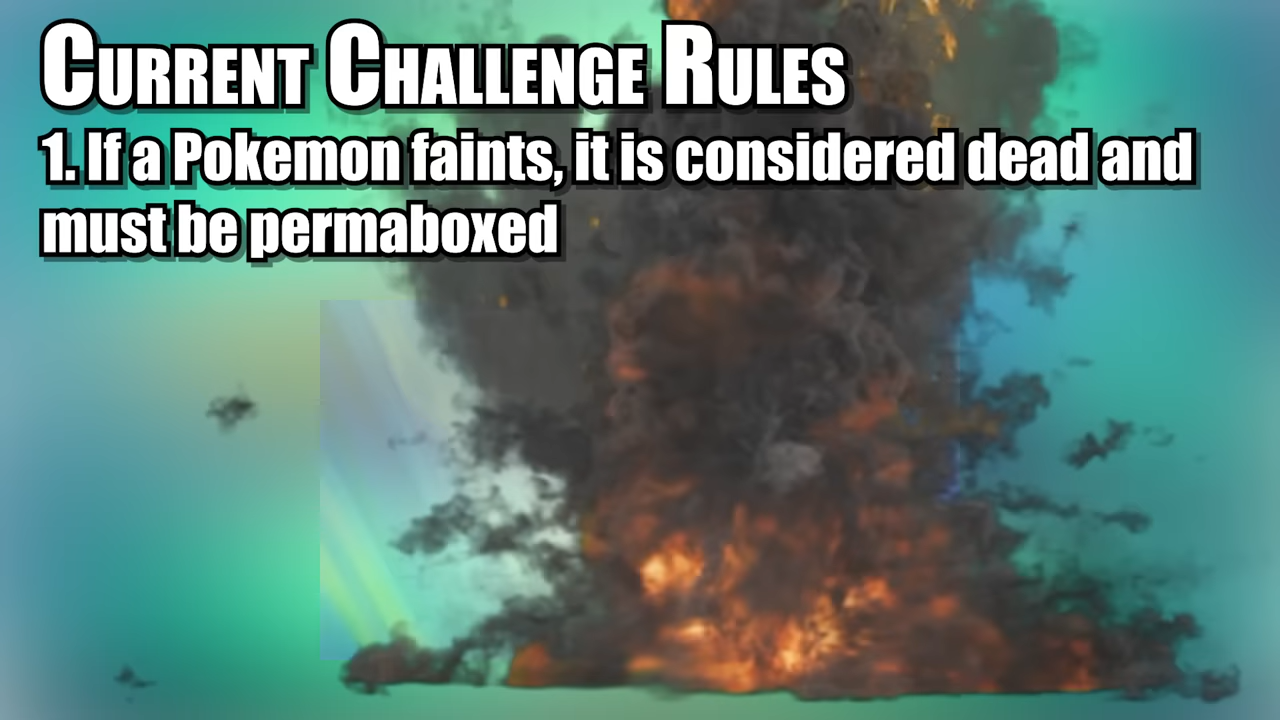 Current Challenge Rules
1. If a Pokemon faints, it is considered dead and
must be permaboxed